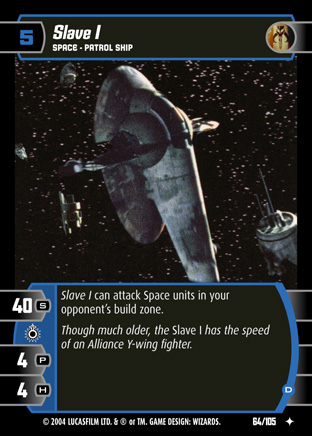 5
Slave I
SPACE - PATROL SHIP
40 S
Slave I can attack Space units in your
opponent's build zone.
Though much older, the Slave I has the speed
of an Alliance Y-wing fighter.
4 P
4 H
D
© 2004 LUCASFILM LTD. & ® or TM. GAME DESIGN: WIZARDS.
64/105